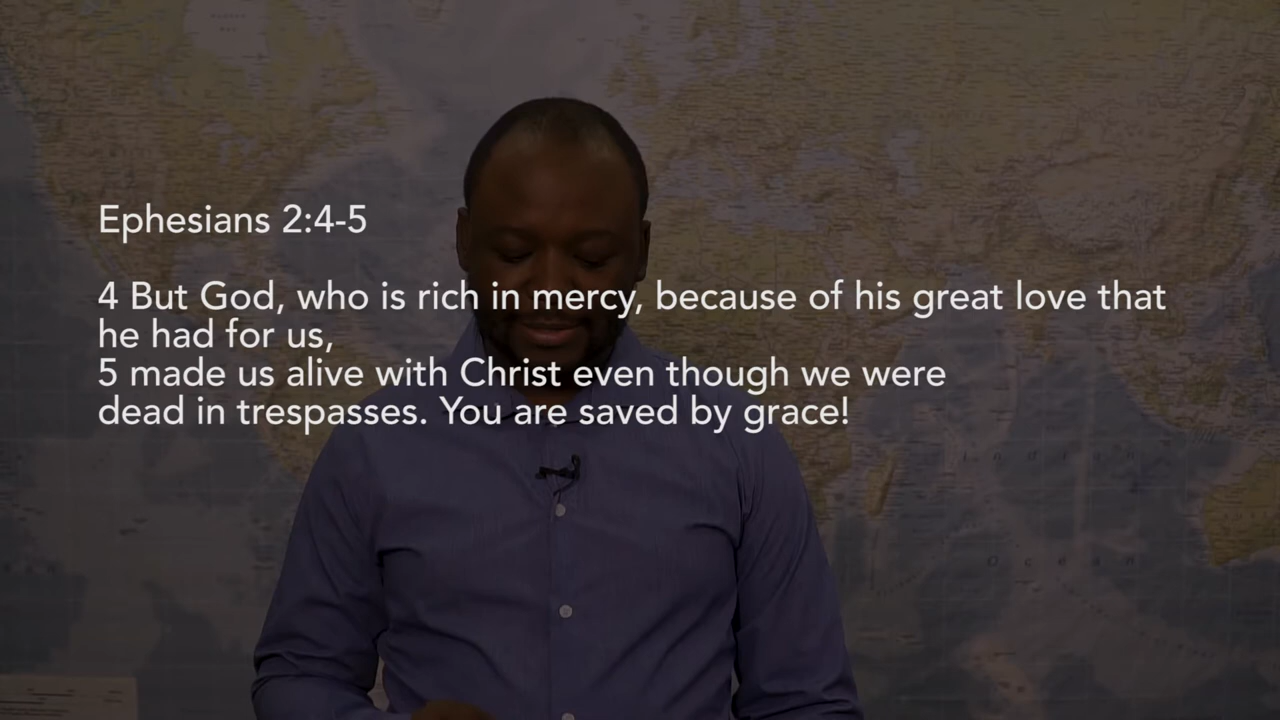 Ephesians 2:4-5
4 But God, who is rich in mercy, because of his great love that
he had for us,
5 made us alive with Christ even though we were
dead in trespasses. You are saved by grace!
Indian
Ocean